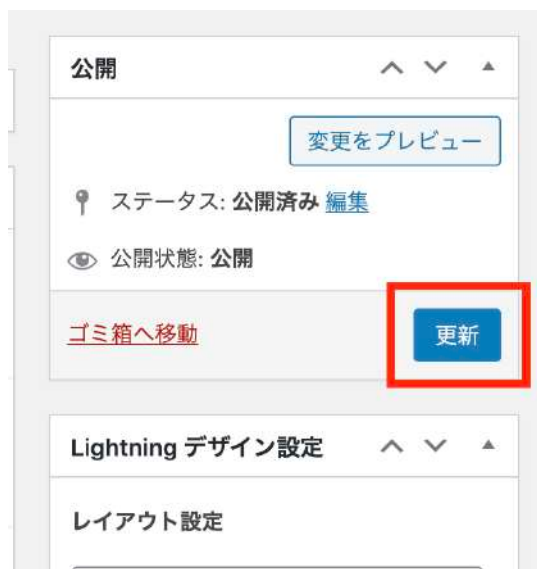 公開
変更をプレビュー
ステータス: 公開済み 編集
公開状態: 公開
ゴミ箱へ移動
更新
Lightning デザイン設定
レイアウト設定